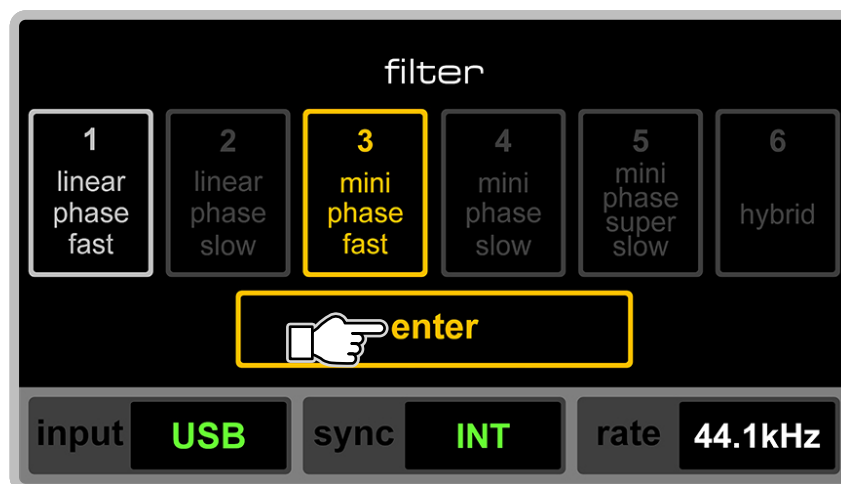 filter
1
linear
phase
fast
2
linear
phase
slow
3
mini
phase
fast
4
mini
phase
slow
5
mini
phase
super
slow
6
hybrid
enter
input USB sync INT rate 44.1kHz